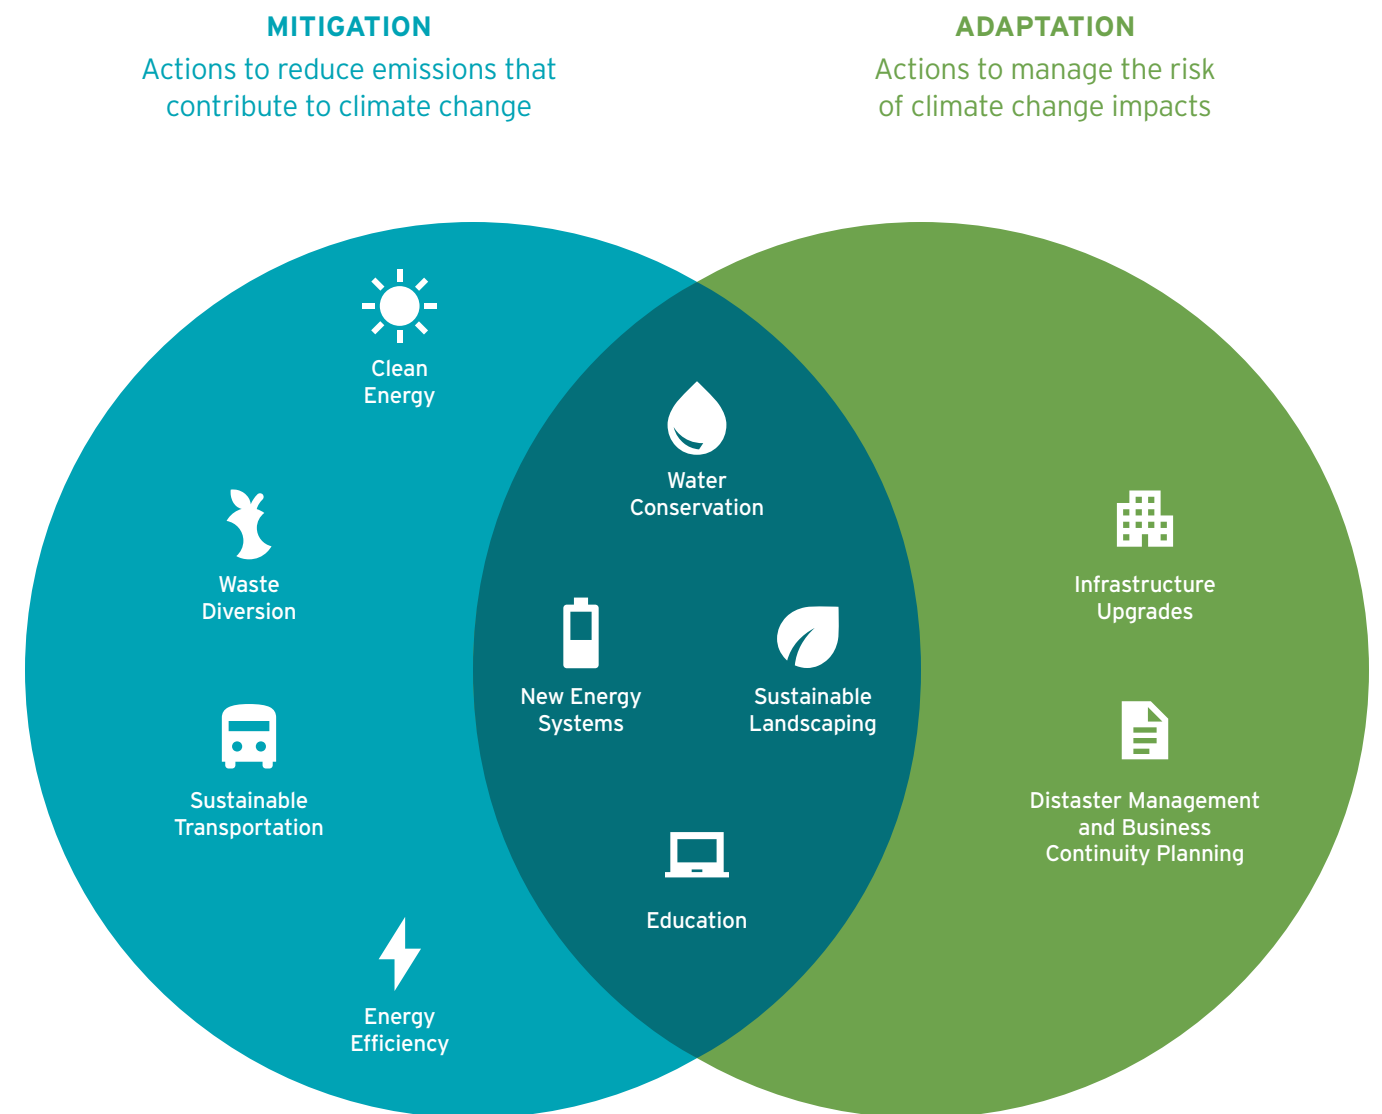 MITIGATION
Actions to reduce emissions that
contribute to climate change
ADAPTATION
Actions to manage the risk
of climate change impacts
Clean
Energy
Waste
Diversion
Sustainable
Transportation
Energy
Efficiency
Water
Conservation
New Energy
Systems
Sustainable
Landscaping
Education
Infrastructure
Upgrades
Distaster Management
and Business
Continuity Planning